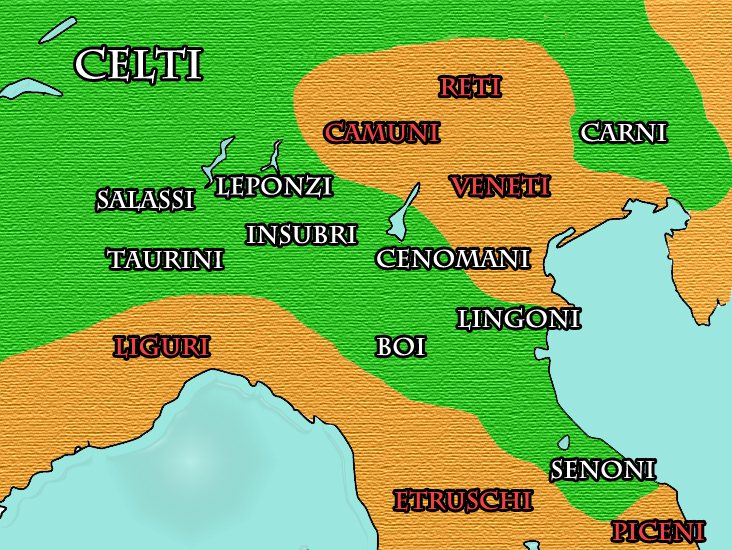 CELTI
RETI
CAMUNI
CARNI
LEPONZI
VENETI
SALASSI
INSUBRI
TAURINI
CENOMANI
LINGONI
LIGURI
BOI
SENONI
ETRUSCHI
PICENI